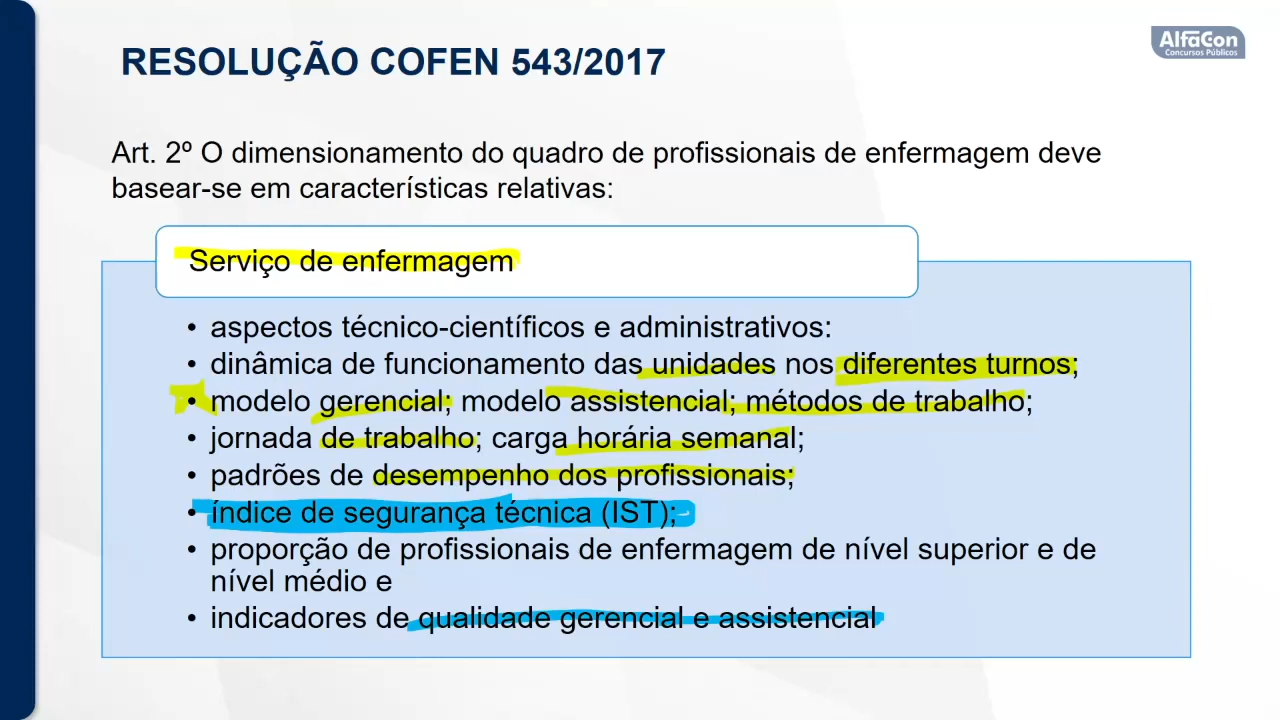 RESOLUÇÃO COFEN 543/2017
AlfaCon
Concursos Públicos
Art. 2º O dimensionamento do quadro de profissionais de enfermagem deve
basear-se em características relativas:
Serviço de enfermagem
• aspectos técnico-científicos e administrativos:
• dinâmica de funcionamento das unidades nos diferentes turnos;
• modelo gerencial; modelo assistencial; métodos de trabalho;
• jornada de trabalho; carga horária semanal;
• padrões de desempenho dos profissionais;
• índice de segurança técnica (IST);
• proporção de profissionais de enfermagem de nível superior e de
nível médio e
• indicadores de qualidade gerencial e assistencial